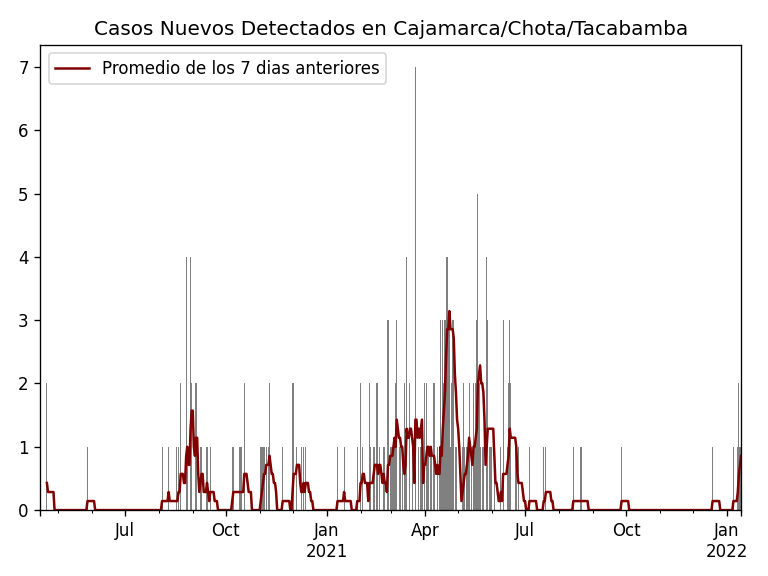 Casos Nuevos Detectados en Cajamarca/Chota/Tacabamba
Promedio de los 7 dias anteriores
7
6
5
4
3
2
1
0
Jul
Oct
Jan
2021
Apr
Jul
Oct
Jan
2022